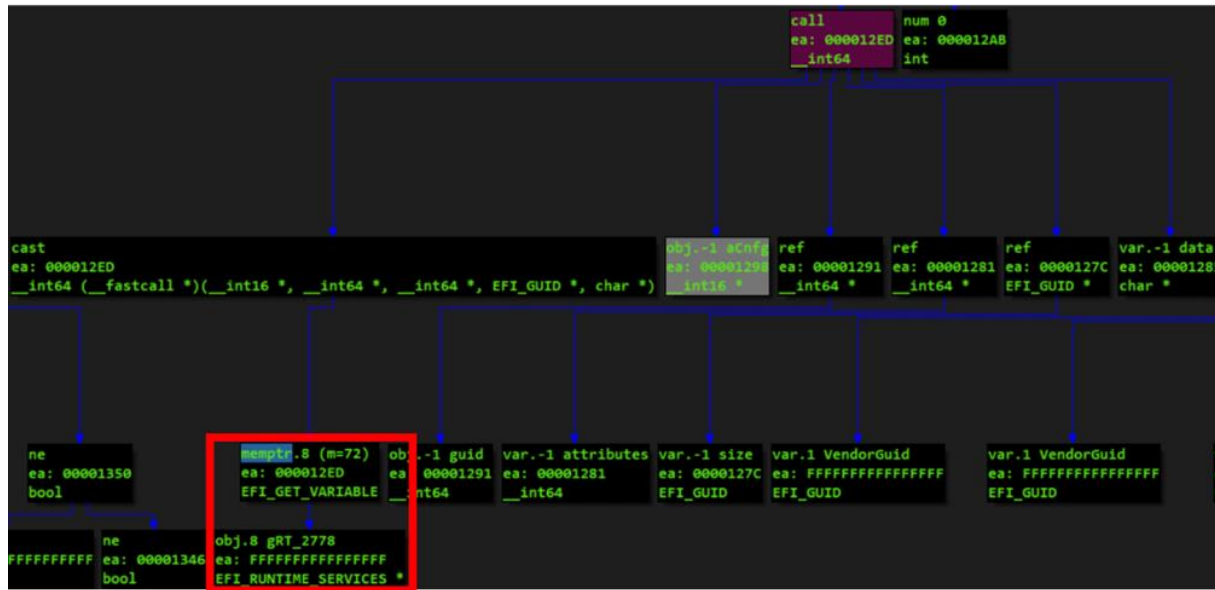 call
ea: 000012ED
__int64
num 0
ea: 000012AB
int
cast
ea: 000012ED
__int64 (__fastcall *)(__int16 *, __int64 *, __int64 *, EFI_GUID *, char *)
obj.-1 aCnfg
ea: 00001298
__int16 *
ref
ea: 00001291
__int64 *
ref
ea: 00001281
__int64 *
ref
ea: 0000127C
EFI_GUID *
var.-1 data
ea: 0000128
char *
ne
ea: 00001350
bool
memptr.8 (m=72)
ea: 000012ED
EFI_GET_VARIABLE
obj.-1 guid
ea: 00001291
__int64
var.-1 attributes
ea: 00001281
__int64
var.-1 size
ea: 0000127C
EFI_GUID
var.1 VendorGuid
ea: FFFFFFFFFFFFFFFF
EFI_GUID
var.1 VendorGuid
ea: FFFFFFFFFFFFFFFF
EFI_GUID
FFFFFFFFFF
ne
ea: 00001346
bool
obj.8 gRT_2778
ea: FFFFFFFFFFFFFFFF
EFI_RUNTIME_SERVICES *